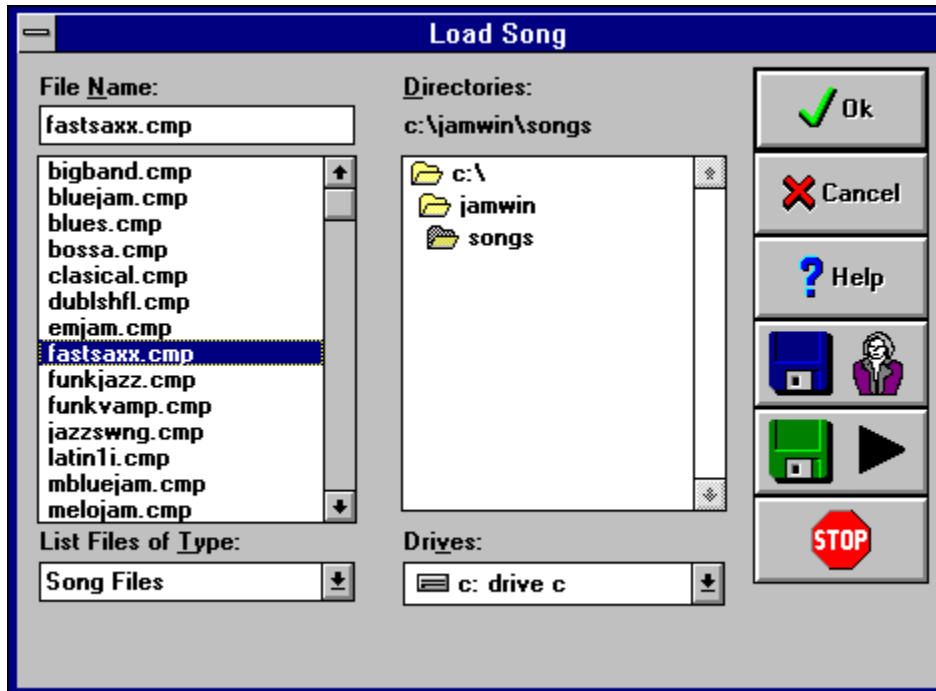 Load Song
File Name:
fastsaxx.cmp
bigband.cmp
bluejam.cmp
blues.cmp
bossa.cmp
clasical.cmp
dublshfl.cmp
emjam.cmp
fastsaxx.cmp
funkjazz.cmp
funkvamp.cmp
jazzswng.cmp
latin1i.cmp
mbluejam.cmp
melojam.cmp
List Files of Type:
Song Files
Directories:
c:\jamwin\songs
c:\
jamwin
songs
Drives:
c: drive c
Ok
Cancel
? Help
STOP